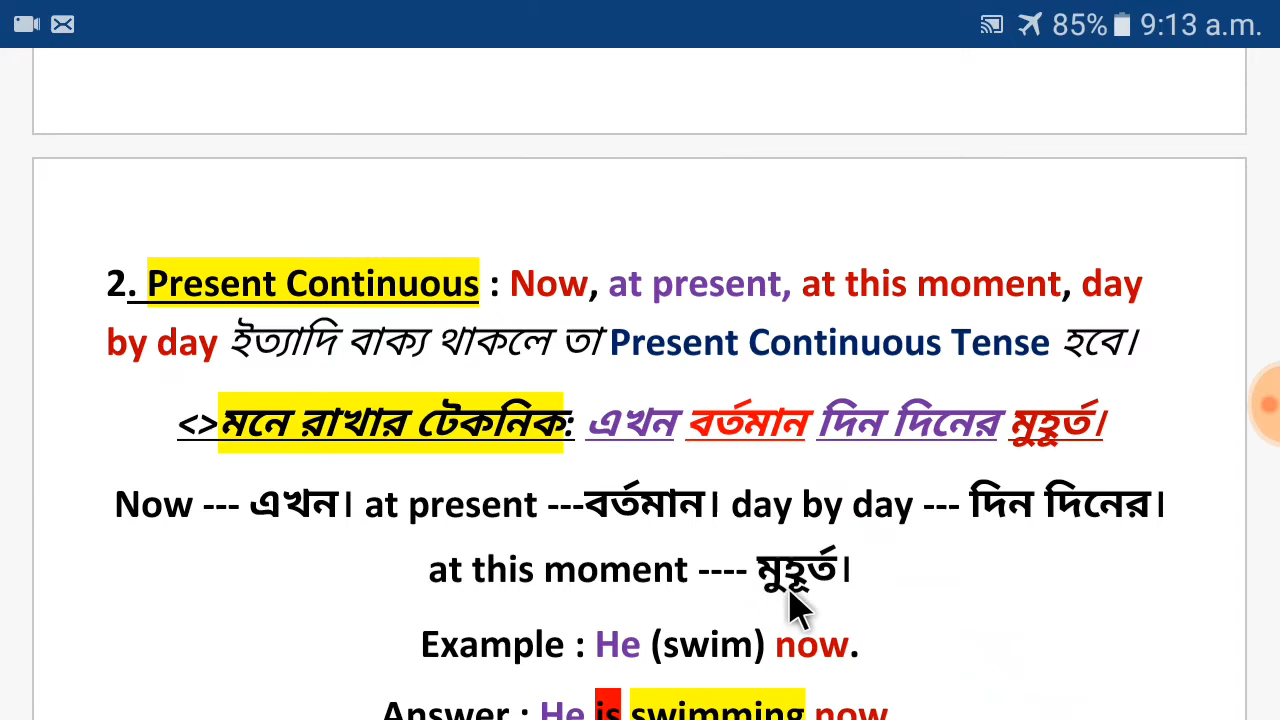 85% 9:13 a.m.
2. Present Continuous : Now, at present, at this moment, day
by day ইত্যাদি বাক্য থাকলে তা Present Continuous Tense হবে।
<>মনে রাখার টেকনিক: এখন বর্তমান দিন দিনের মুহূর্ত।
Now --- এখন। at present ---বর্তমান। day by day --- দিন দিনের।
at this moment ---- মুহূর্ত।
Example : He (swim) now.
Answer : He is swimming now